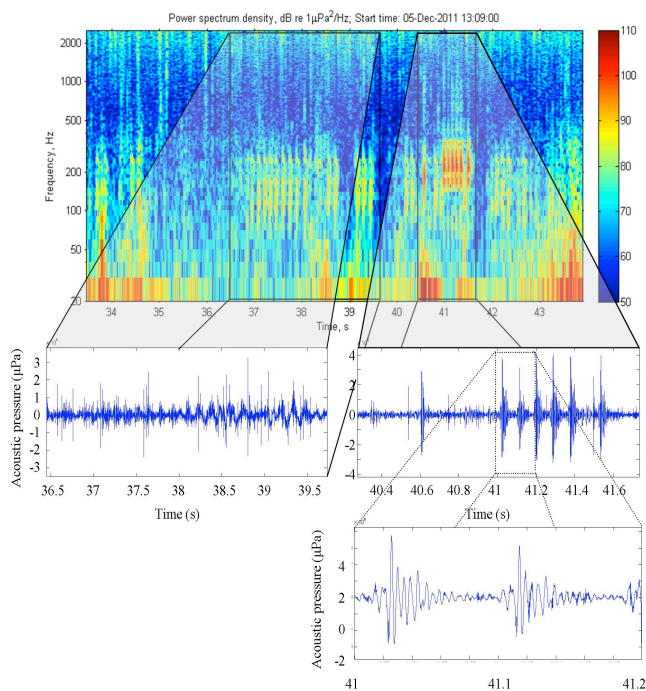 Power spectrum density, dB re 1μPa²/Hz; Start time: 05-Dec-2011 13:09:00
2000
1000
500
200
100
50
20
Frequency, Hz
34 35 36 37 38 39 40 41 42 43
Time, s
110
100
90
80
70
60
50
Acoustic pressure (μPa)
3
2
1
0
-1
-2
-3
36.5 37 37.5 38 38.5 39 39.5
Time (s)
4
2
0
-2
-4
40.4 40.6 40.8 41 41.2 41.4 41.6
Time (s)
Acoustic pressure (μPa)
6
4
2
0
-2
41 41.1 41.2